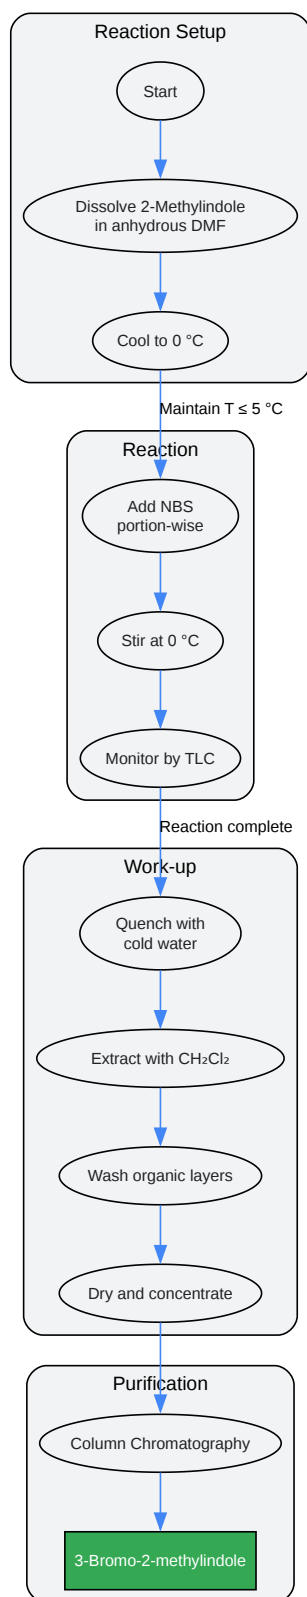 Reaction Setup
Start
Dissolve 2-Methylindole
in anhydrous DMF
Cool to 0 °C
Maintain T ≤ 5 °C
Reaction
Add NBS
portion-wise
Stir at 0 °C
Monitor by TLC
Reaction complete
Work-up
Quench with
cold water
Extract with CH₂Cl₂
Wash organic layers
Dry and concentrate
Purification
Column Chromatography
3-Bromo-2-methylindole